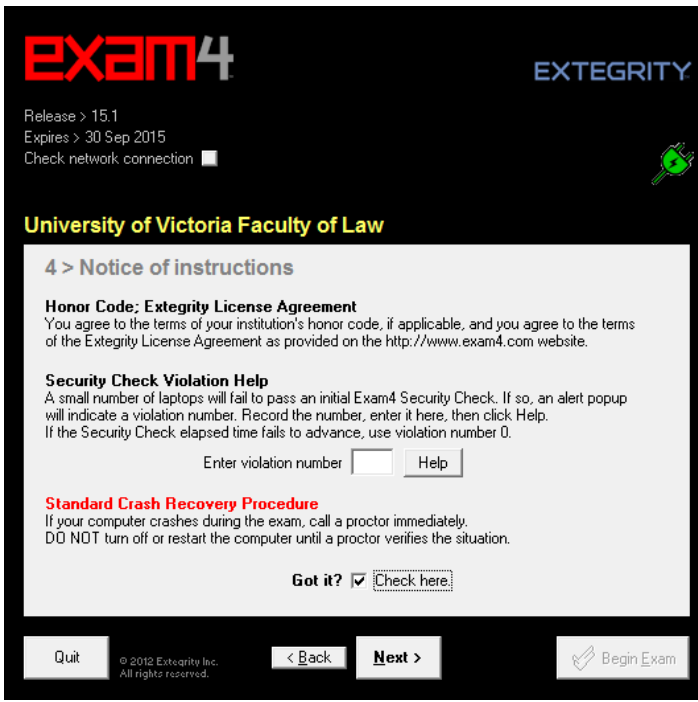 exam4
EXTEGRITY
Release > 15.1
Expires > 30 Sep 2015
Check network connection
University of Victoria Faculty of Law
4 > Notice of instructions
Honor Code; Extegrity License Agreement
You agree to the terms of your institution's honor code, if applicable, and you agree to the terms
of the Extegrity License Agreement as provided on the http://www.exam4.com website.
Security Check Violation Help
A small number of laptops will fail to pass an initial Exam4 Security Check. If so, an alert popup
will indicate a violation number. Record the number, enter it here, then click Help.
If the Security Check elapsed time fails to advance, use violation number 0.
Enter violation number Help
Standard Crash Recovery Procedure
If your computer crashes during the exam, call a proctor immediately.
DO NOT turn off or restart the computer until a proctor verifies the situation.
Got it? Check here.
Quit
© 2012 Extegrity Inc.
All rights reserved.
< Back
Next >
Begin Exam